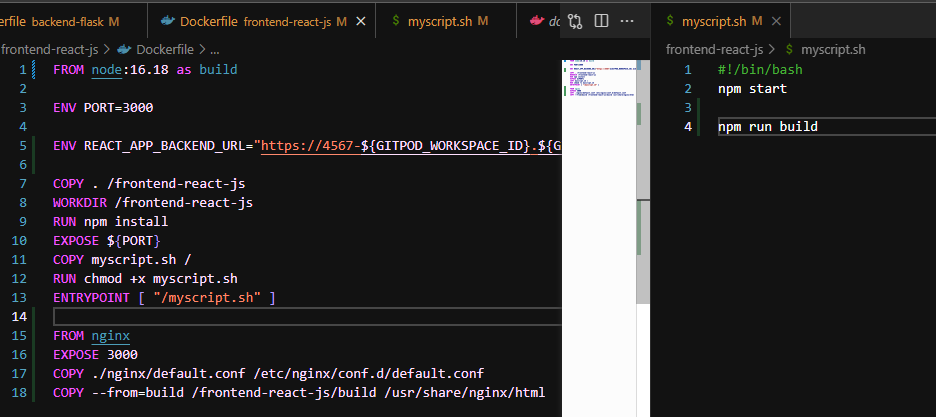 erfile backend-flask M
Dockerfile frontend-react-js M
$ myscript.sh M
$ myscript.sh M
frontend-react-js > Dockerfile > ...
frontend-react-js > $ myscript.sh
1 FROM node:16.18 as build
2
3 ENV PORT=3000
4
5 ENV REACT_APP_BACKEND_URL="https://4567-${GITPOD_WORKSPACE_ID}.${G
6
7 COPY . /frontend-react-js
8 WORKDIR /frontend-react-js
9 RUN npm install
10 EXPOSE ${PORT}
11 COPY myscript.sh /
12 RUN chmod +x myscript.sh
13 ENTRYPOINT [ "/myscript.sh" ]
14
15 FROM nginx
16 EXPOSE 3000
17 COPY ./nginx/default.conf /etc/nginx/conf.d/default.conf
18 COPY --from=build /frontend-react-js/build /usr/share/nginx/html
1 #!/bin/bash
2 npm start
3
4 npm run build